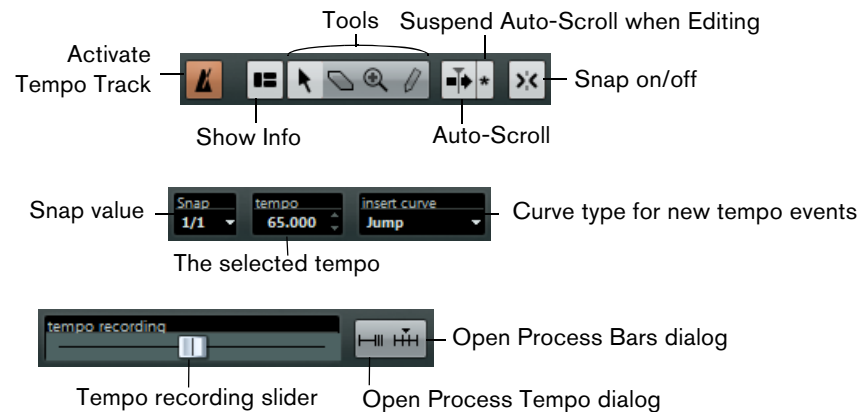 Tools
Suspend Auto-Scroll when Editing
Activate
Tempo Track
Snap on/off
Show Info
Auto-Scroll
Snap value
Snap
1/1
tempo
65.000
insert curve
Jump
Curve type for new tempo events
The selected tempo
tempo recording
Open Process Bars dialog
Tempo recording slider
Open Process Tempo dialog